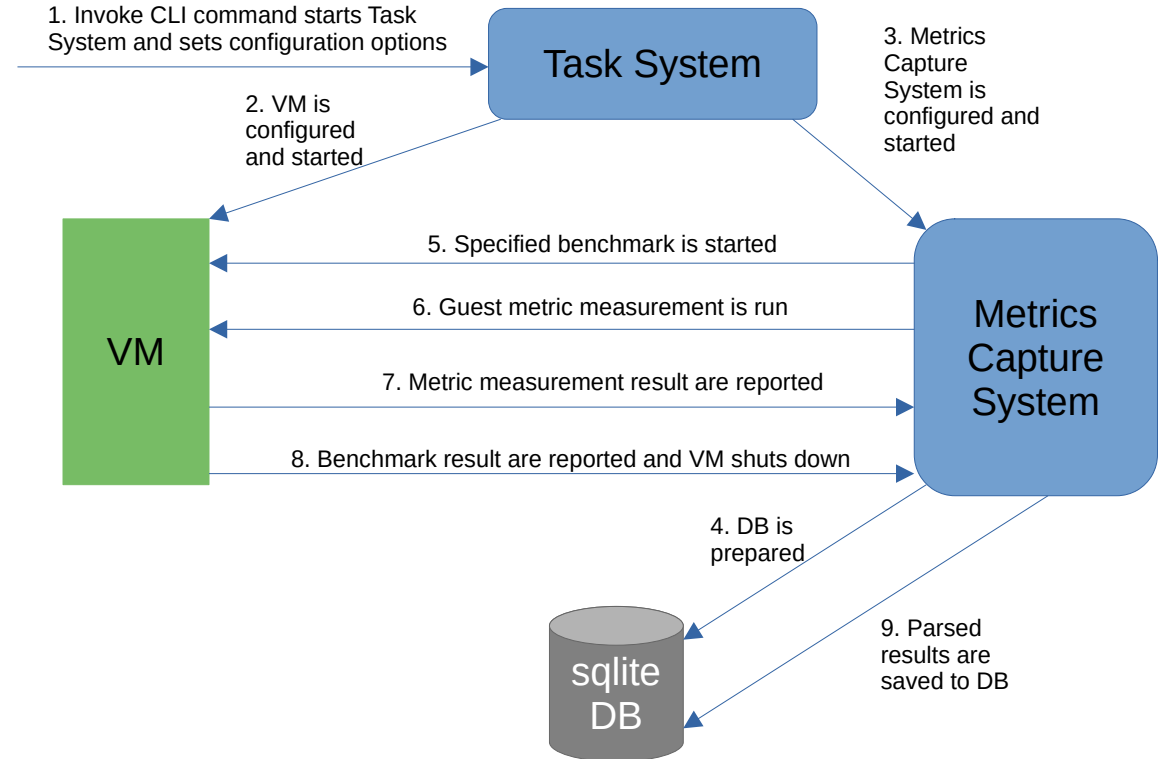 1. Invoke CLI command starts Task
System and sets configuration options
Task System
3. Metrics
Capture
System is
configured and
started
2. VM is
configured
and started
5. Specified benchmark is started
6. Guest metric measurement is run
VM
Metrics
Capture
System
7. Metric measurement result are reported
8. Benchmark result are reported and VM shuts down
4. DB is
prepared
9. Parsed
results are
saved to DB
sqlite
DB